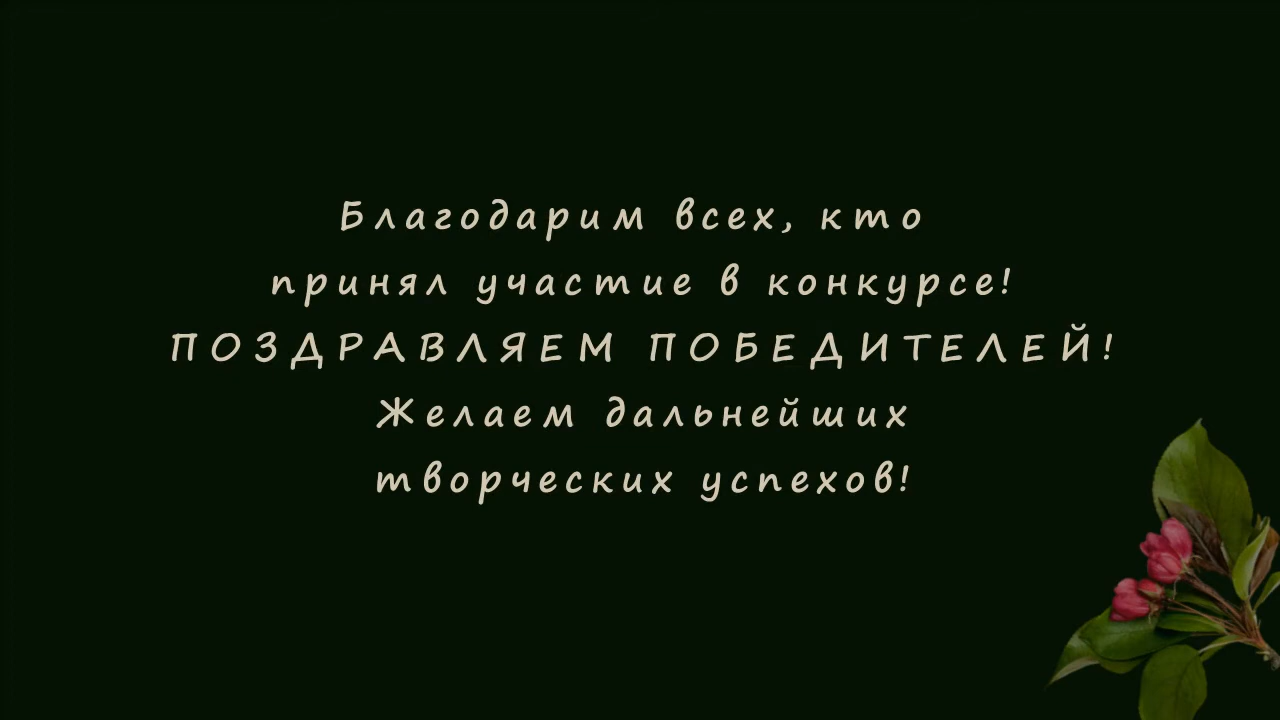 Благодарим всех, кто
принял участие в конкурсе!
ПОЗДРАВЛЯЕМ ПОБЕДИТЕЛЕЙ!
Желаем дальнейших
творческих успехов!